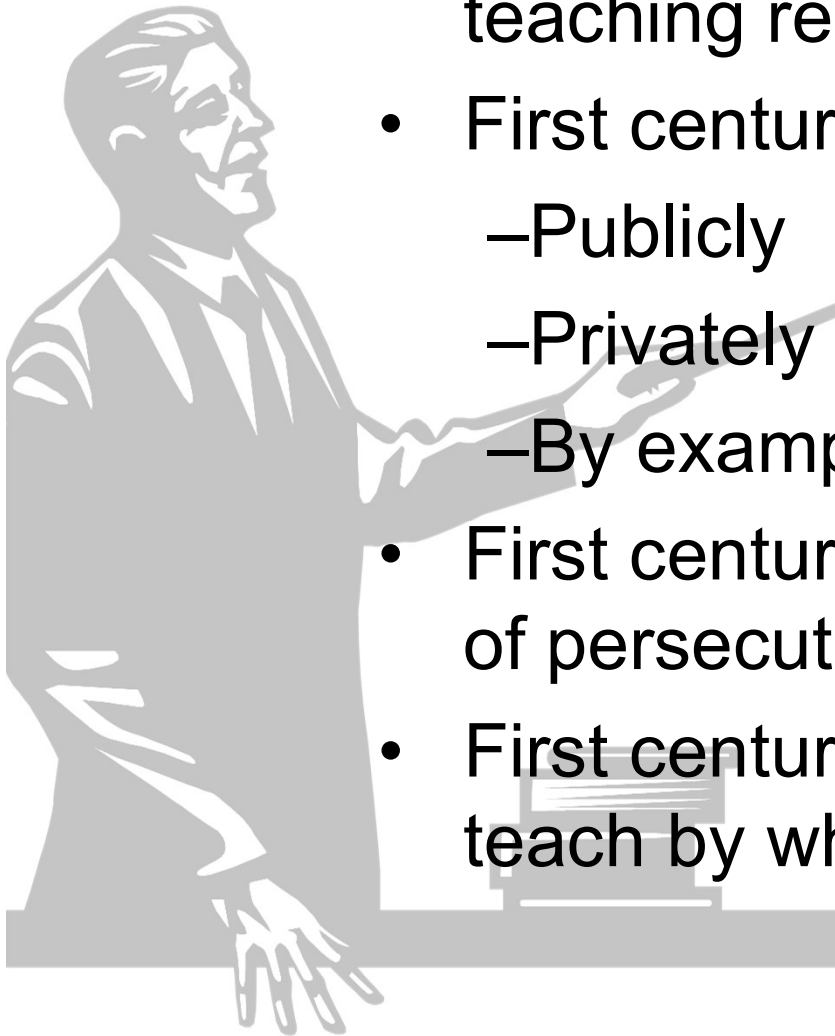 teaching re
• First centur
–Publicly
–Privately
–By examp
• First centur
of persecut
• First centur
teach by wh